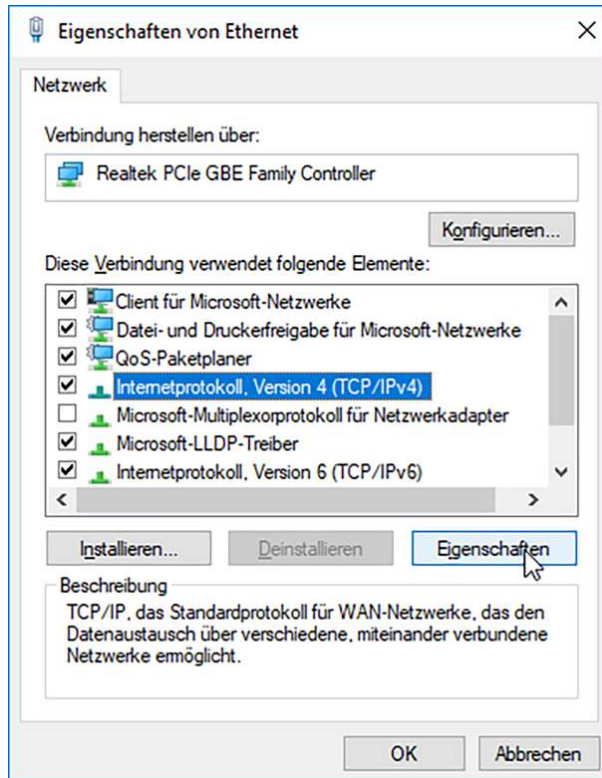 Eigenschaften von Ethernet
Netzwerk
Verbindung herstellen über:
Realtek PCIe GBE Family Controller
Konfigurieren...
Diese Verbindung verwendet folgende Elemente:
Client für Microsoft-Netzwerke
Datei- und Druckerfreigabe für Microsoft-Netzwerke
QoS-Paketplaner
Internetprotokoll, Version 4 (TCP/IPv4)
Microsoft-Multiplexorprotokoll für Netzwerkadapter
Microsoft-LLDP-Treiber
Internetprotokoll, Version 6 (TCP/IPv6)
Installieren... Deinstallieren Eigenschaften
Beschreibung
TCP/IP, das Standardprotokoll für WAN-Netzwerke, das den
Datenaustausch über verschiedene, miteinander verbundene
Netzwerke ermöglicht.
OK Abbrechen